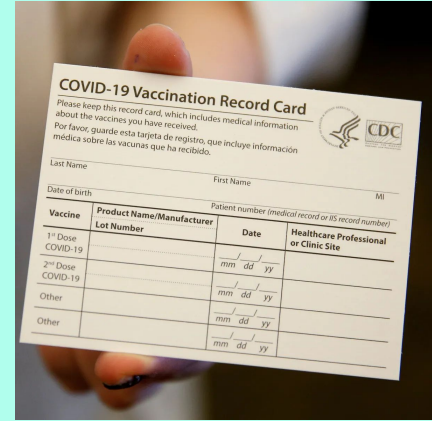 COVID-19 Vaccination Record Card
Please keep this record card, which includes medical information
about the vaccines you have received.
Por favor, guarde esta tarjeta de registro, que incluye información
médica sobre las vacunas que ha recibido.
CDC
Last Name First Name MI
Date of birth Patient number (medical record or IIS record number)
Vaccine Product Name/Manufacturer Date Healthcare Professional
Lot Number or Clinic Site
1st Dose
COVID-19
mm dd yy
2nd Dose
COVID-19
mm dd yy
Other
mm dd yy
Other
mm dd yy